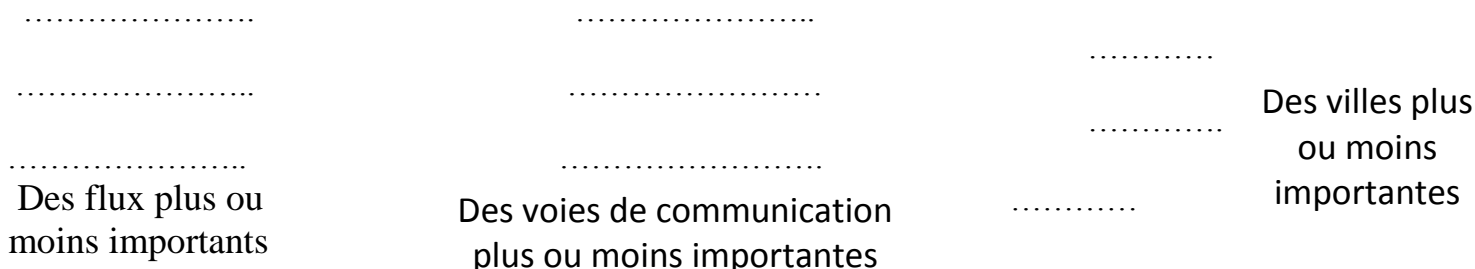 ………………….
…………………..
…………………..
Des flux plus ou
moins importants
…………………..
……………………
…………………….
Des voies de communication
plus ou moins importantes
…………
………….
…………
Des villes plus
ou moins
importantes